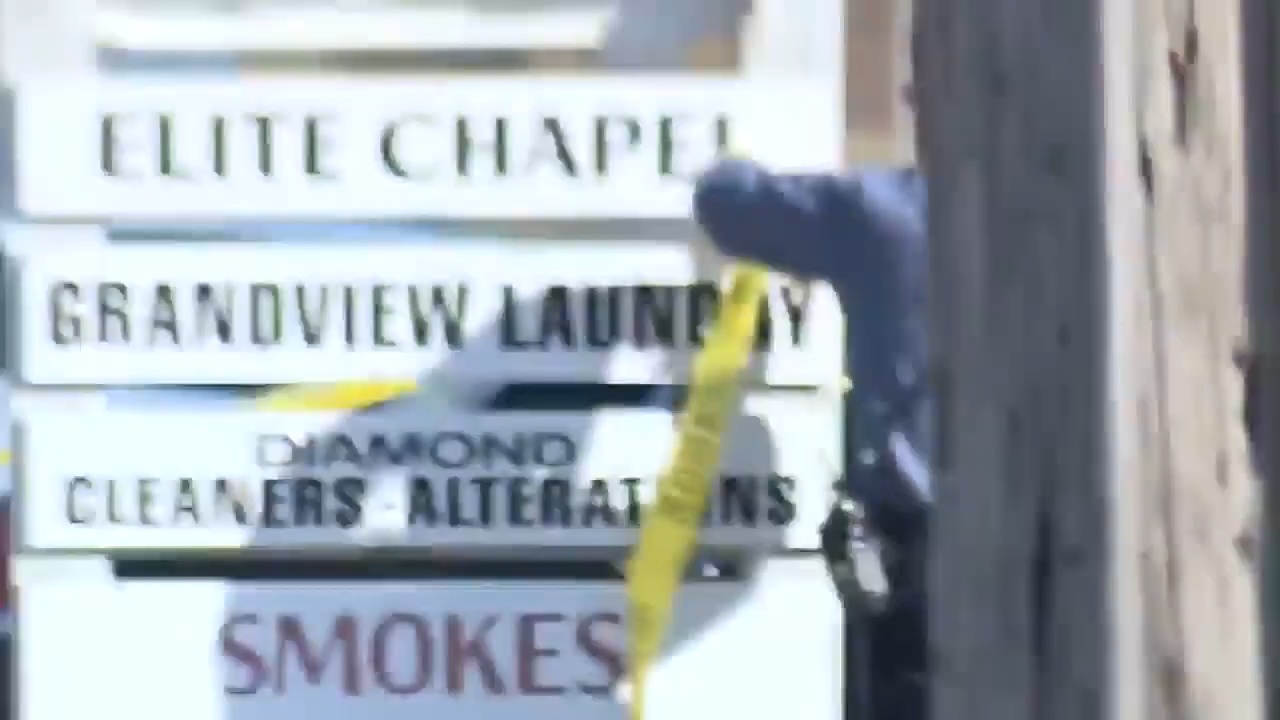 ELITE CHAPEL
GRANDVIEW LAUNDRY
DIAMOND
CLEANERS - ALTERATIONS
SMOKES